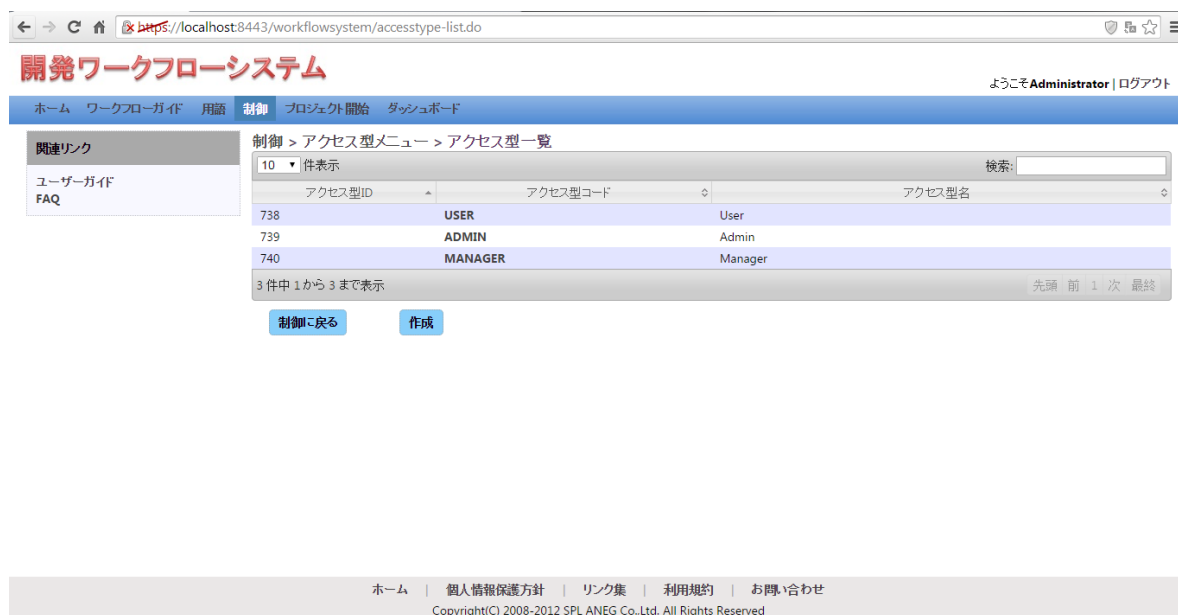 https://localhost:8443/workflowsystem/accesstype-list.do
開発ワークフローシステム
ようこそAdministrator | ログアウト
ホーム ワークフローガイド 用語 制御 プロジェクト開始 ダッシュボード
関連リンク
ユーザーガイド
FAQ
制御 > アクセス型メニュー > アクセス型一覧
10 件表示 検索:
アクセス型ID アクセス型コード アクセス型名
738 USER User
739 ADMIN Admin
740 MANAGER Manager
3 件中 1 から 3 まで表示 先頭 前 1 次 最終
制御に戻る 作成
ホーム | 個人情報保護方針 | リンク集 | 利用規約 | お問い合わせ
Copyright(C) 2008-2012 SPL ANEG Co.,Ltd. All Rights Reserved